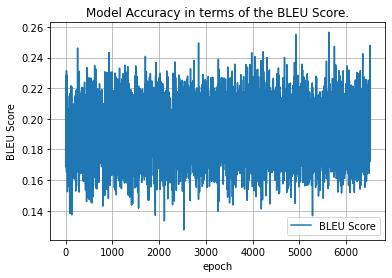 Model Accuracy in terms of the BLEU Score.
0.26
0.24
0.22
0.20
0.18
0.16
0.14
BLEU Score
0 1000 2000 3000 4000 5000 6000
epoch
BLEU Score